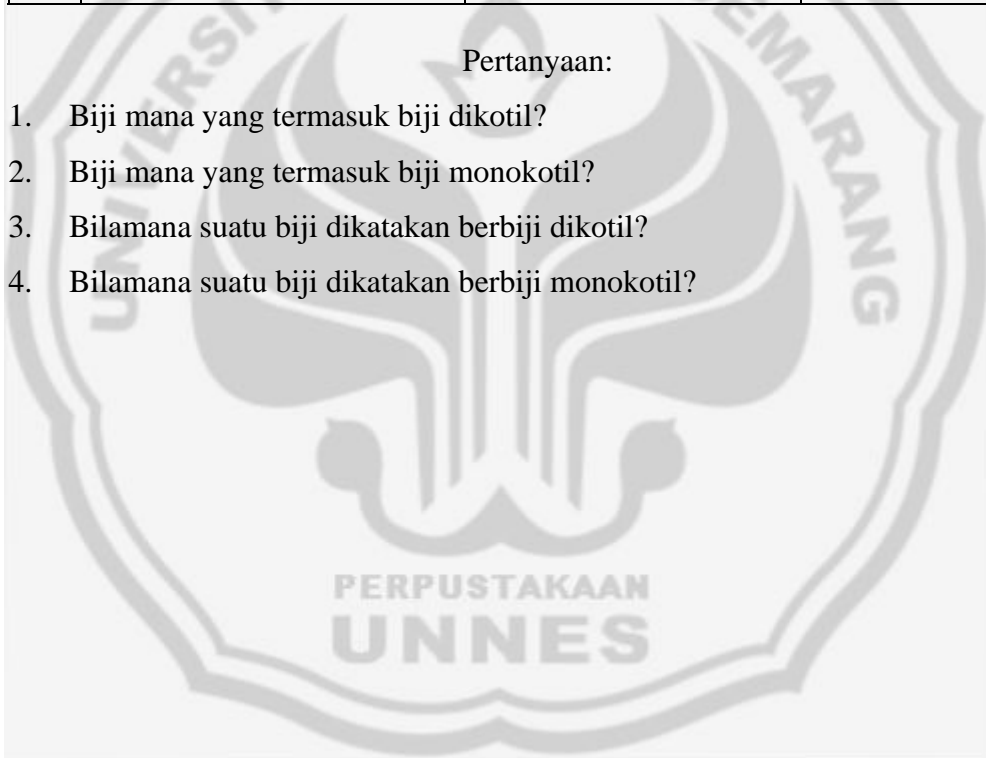 Pertanyaan:
1. Biji mana yang termasuk biji dikotil?
2. Biji mana yang termasuk biji monokotil?
3. Bilamana suatu biji dikatakan berbiji dikotil?
4. Bilamana suatu biji dikatakan berbiji monokotil?
PERPUSTAKAAN
UNNES